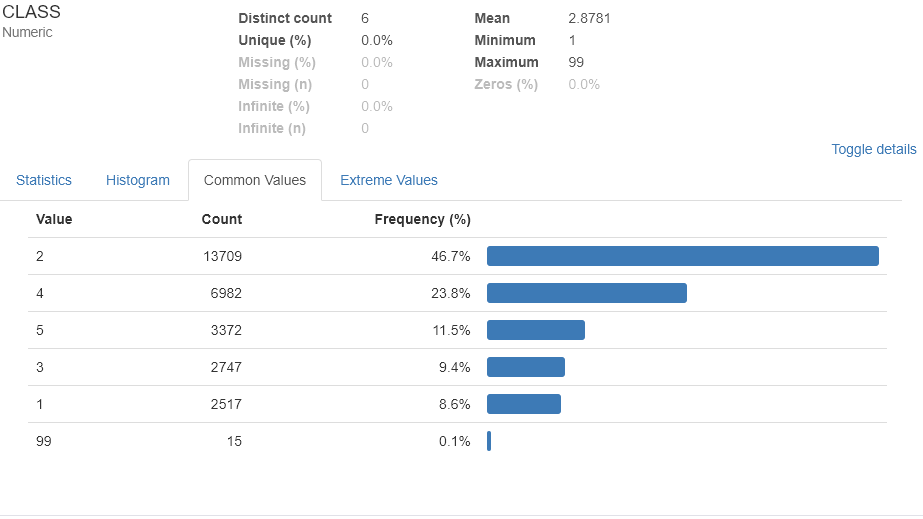 CLASS
Numeric
Distinct count 6
Unique (%) 0.0%
Missing (%) 0.0%
Missing (n) 0
Infinite (%) 0.0%
Infinite (n) 0
Mean 2.8781
Minimum 1
Maximum 99
Zeros (%) 0.0%
Toggle details
Statistics Histogram Common Values Extreme Values
Value Count Frequency (%)
2 13709 46.7%
4 6982 23.8%
5 3372 11.5%
3 2747 9.4%
1 2517 8.6%
99 15 0.1%